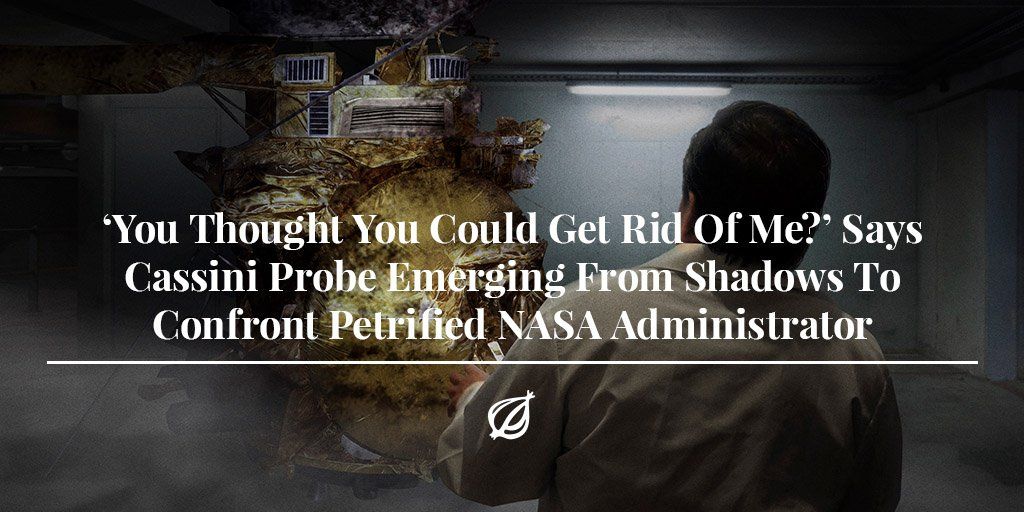 ‘You Thought You Could Get Rid Of Me?’ Says
Cassini Probe Emerging From Shadows To
Confront Petrified NASA Administrator